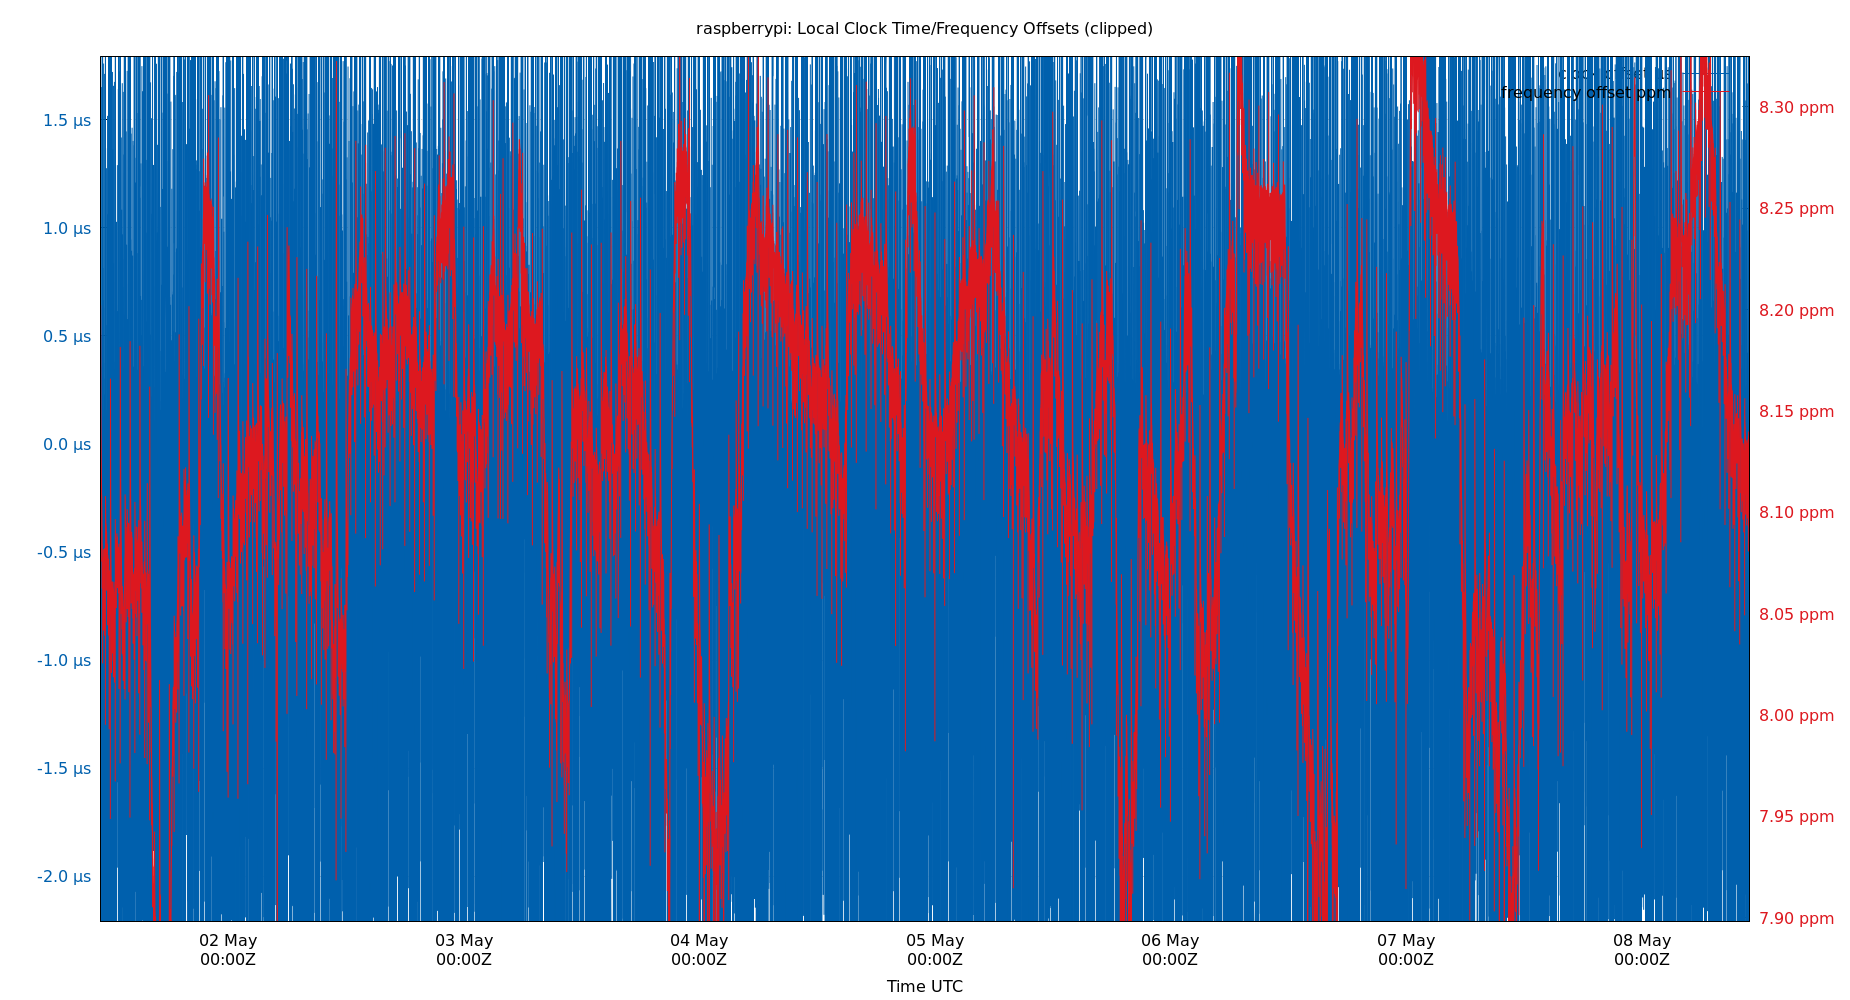 raspberrypi: Local Clock Time/Frequency Offsets (clipped)
clock offset
frequency offset ppm
1.5 µs
1.0 µs
0.5 µs
0.0 µs
-0.5 µs
-1.0 µs
-1.5 µs
-2.0 µs
8.30 ppm
8.25 ppm
8.20 ppm
8.15 ppm
8.10 ppm
8.05 ppm
8.00 ppm
7.95 ppm
7.90 ppm
02 May
00:00Z
03 May
00:00Z
04 May
00:00Z
05 May
00:00Z
06 May
00:00Z
07 May
00:00Z
08 May
00:00Z
Time UTC